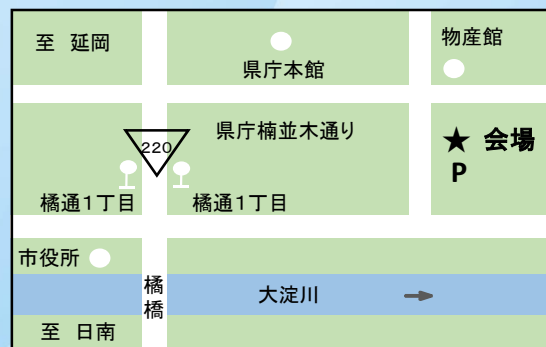 至 延岡
県庁本館
物産館
県庁楠並木通り
220
★ 会場
P
橘通1丁目
橘通1丁目
市役所
橘橋
大淀川
至 日南